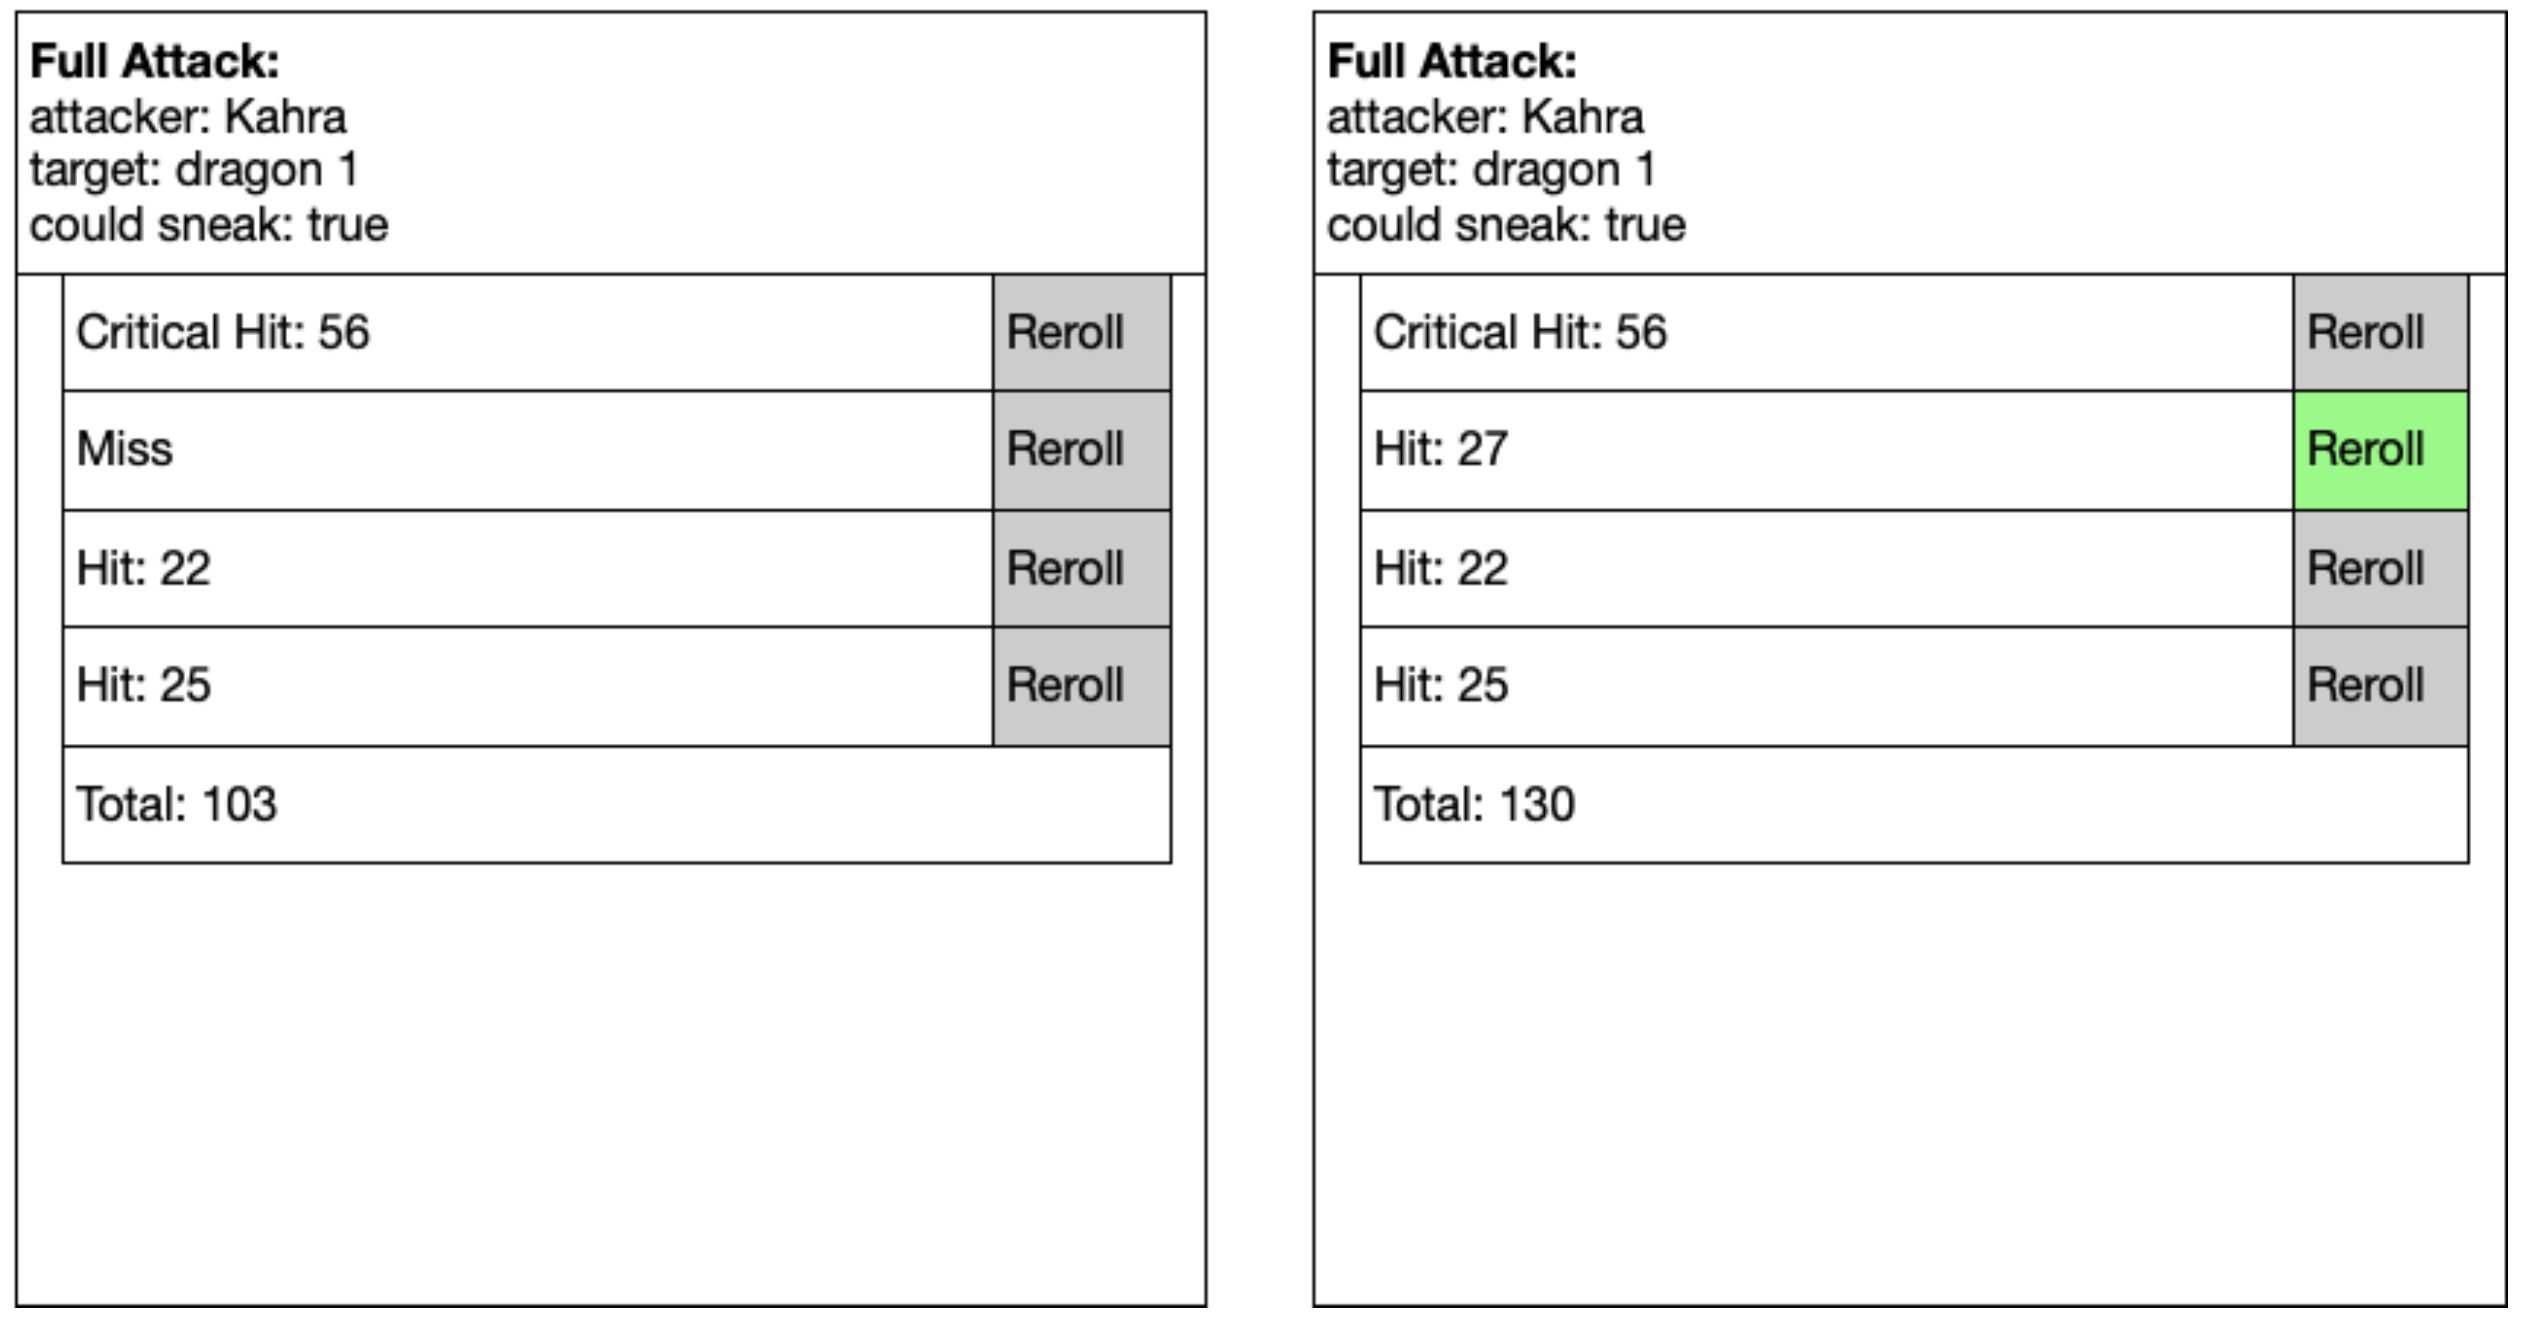 Full Attack:
attacker: Kahra
target: dragon 1
could sneak: true
Critical Hit: 56 Reroll
Miss Reroll
Hit: 22 Reroll
Hit: 25 Reroll
Total: 103
Full Attack:
attacker: Kahra
target: dragon 1
could sneak: true
Critical Hit: 56 Reroll
Hit: 27 Reroll
Hit: 22 Reroll
Hit: 25 Reroll
Total: 130